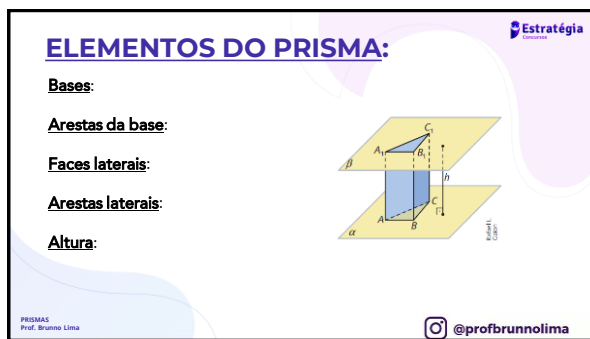 Estratégia
Concursos
ELEMENTOS DO PRISMA:
Bases:
Arestas da base:
Faces laterais:
Arestas laterais:
Altura:
C₁
A₁
B₁
β
h
C
A
B
α
PRISMAS
Prof. Brunno Lima
@profbrunnolima